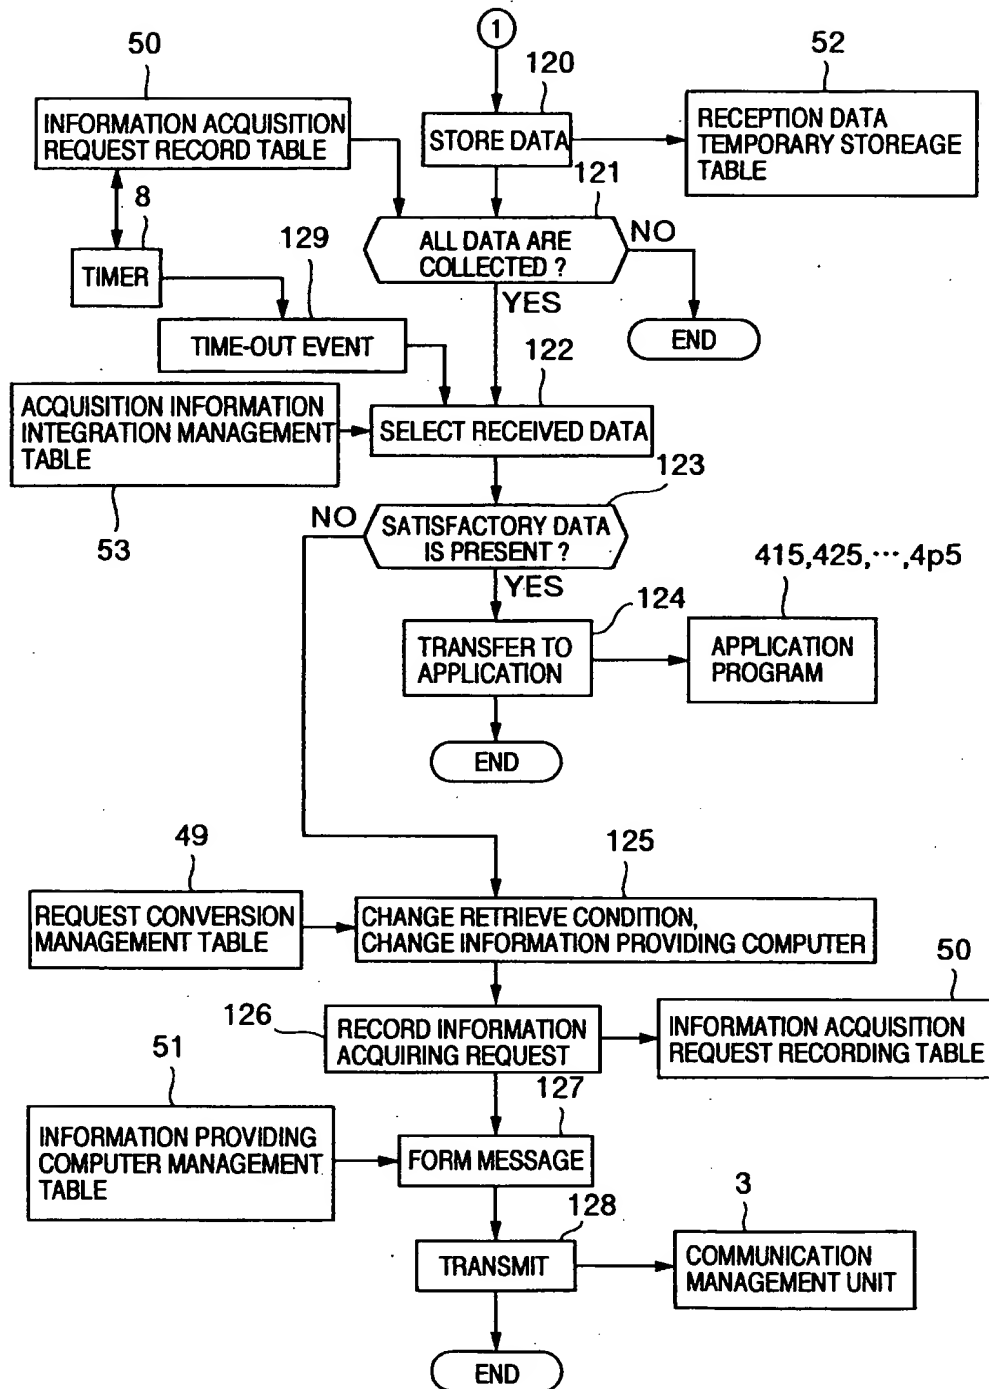 1
50
120
52
INFORMATION ACQUISITION
REQUEST RECORD TABLE
STORE DATA
RECEPTION DATA
TEMPORARY STOREAGE
TABLE
8
121
129
ALL DATA ARE
COLLECTED ?
NO
TIMER
YES
END
TIME-OUT EVENT
122
ACQUISITION INFORMATION
INTEGRATION MANAGEMENT
TABLE
SELECT RECEIVED DATA
123
53
NO
SATISFACTORY DATA
IS PRESENT ?
YES
415,425,···,4p5
124
TRANSFER TO
APPLICATION
APPLICATION
PROGRAM
END
49
125
REQUEST CONVERSION
MANAGEMENT TABLE
CHANGE RETRIEVE CONDITION,
CHANGE INFORMATION PROVIDING COMPUTER
50
126
RECORD INFORMATION
ACQUIRING REQUEST
INFORMATION ACQUISITION
REQUEST RECORDING TABLE
51
127
INFORMATION PROVIDING
COMPUTER MANAGEMENT
TABLE
FORM MESSAGE
128
3
TRANSMIT
COMMUNICATION
MANAGEMENT UNIT
END